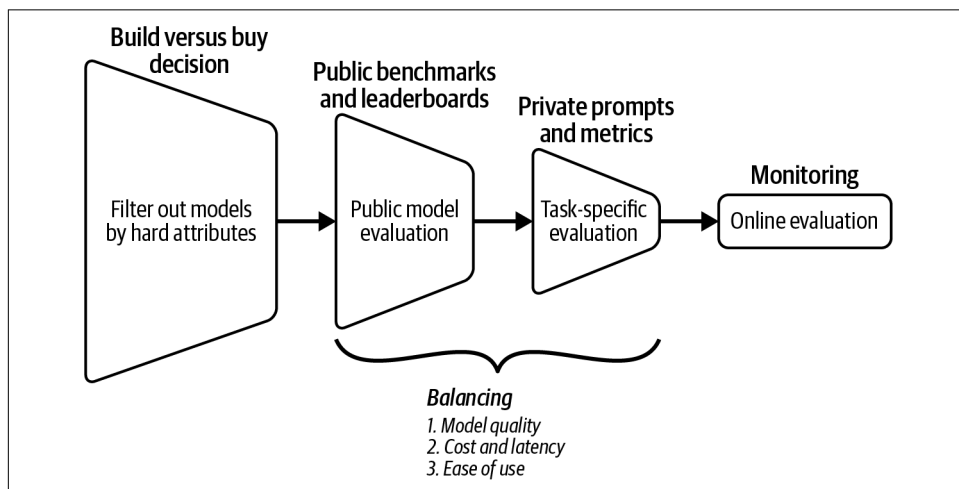 Build versus buy
decision
Public benchmarks
and leaderboards
Private prompts
and metrics
Monitoring
Filter out models
by hard attributes
Public model
evaluation
Task-specific
evaluation
Online evaluation
Balancing
1. Model quality
2. Cost and latency
3. Ease of use